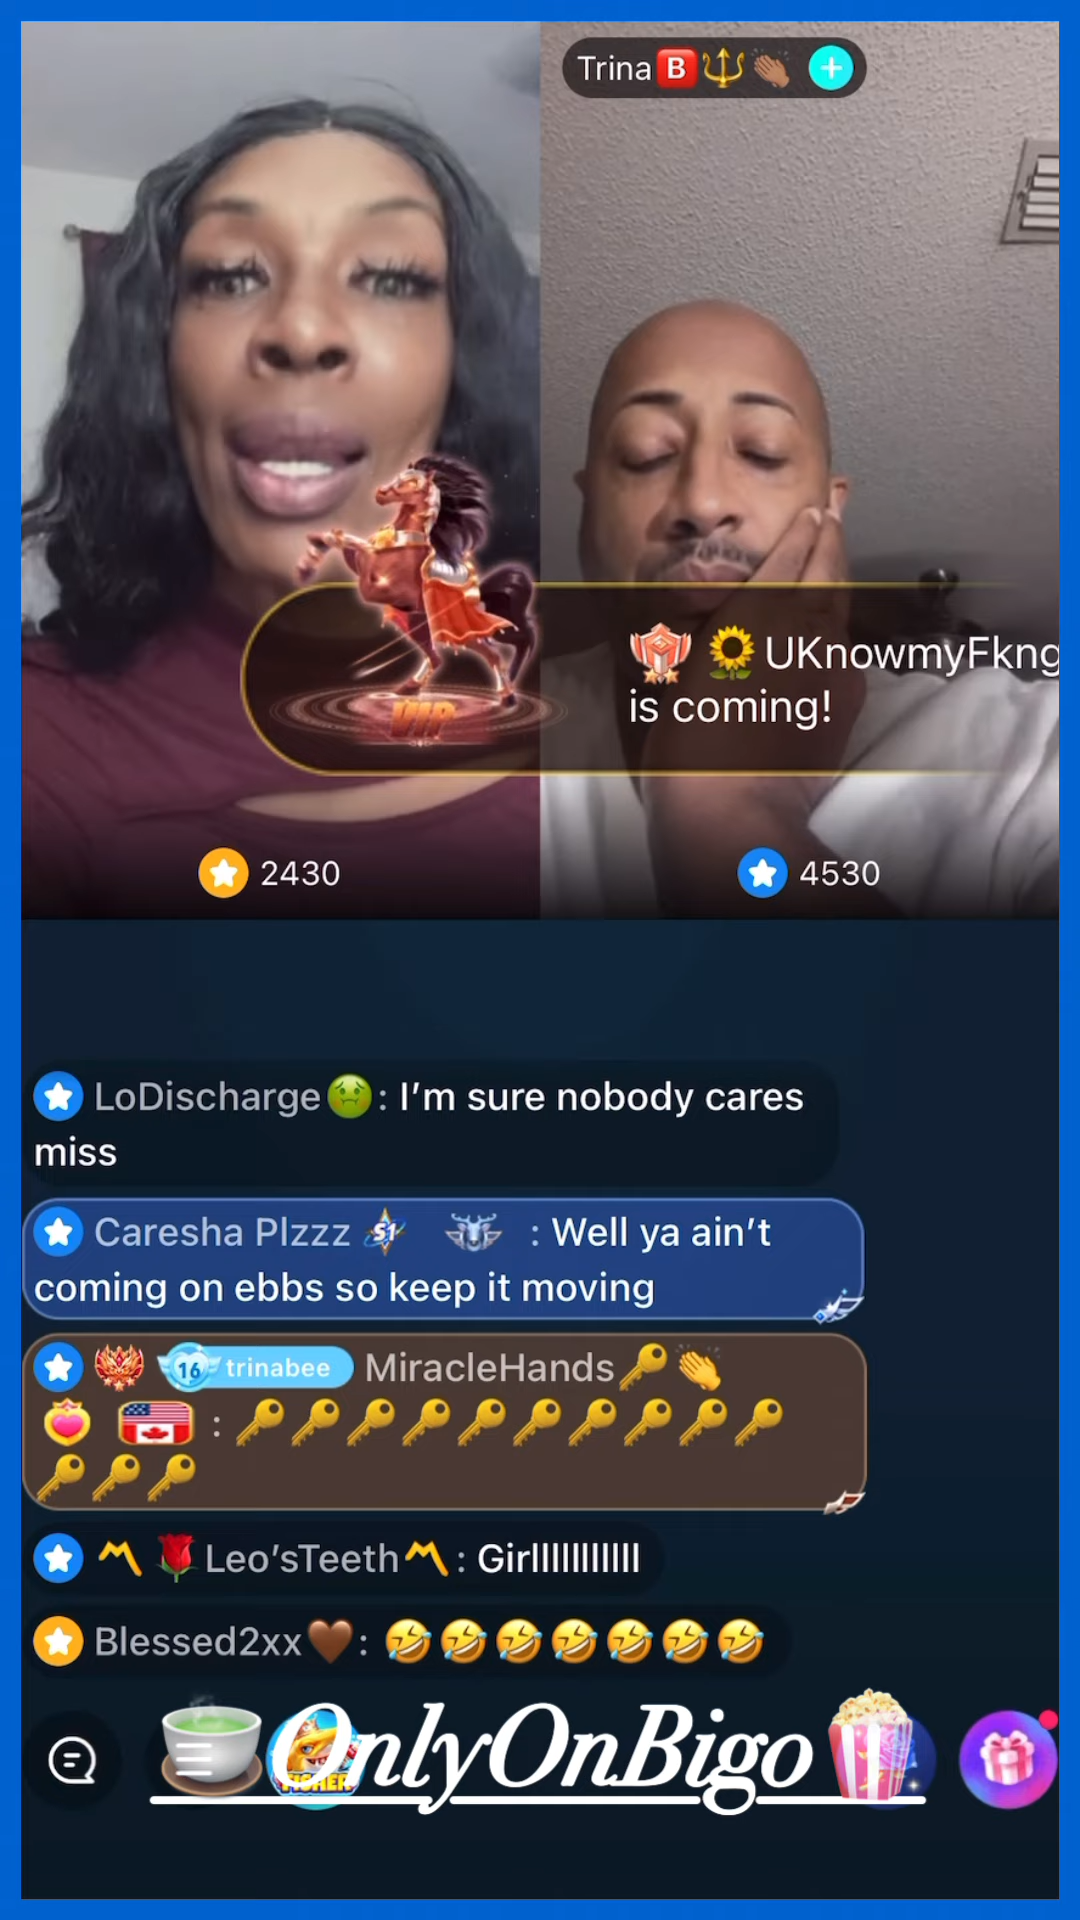 Trina🅱️🔱👏🏽
🌻UKnowmyFkng
is coming!
VIP
2430
4530
LoDischarge🤢: I’m sure nobody cares
miss
Caresha Plzzz S1 : Well ya ain’t
coming on ebbs so keep it moving
16 trinabee MiracleHands🔑👏
: 🔑🔑🔑🔑🔑🔑🔑🔑🔑🔑
🔑🔑🔑
〽️🌹Leo’sTeeth〽️: Girlllllllllll
Blessed2xx🤎: 🤣🤣🤣🤣🤣🤣🤣
🍵OnlyOnBigo🍿
FISHER